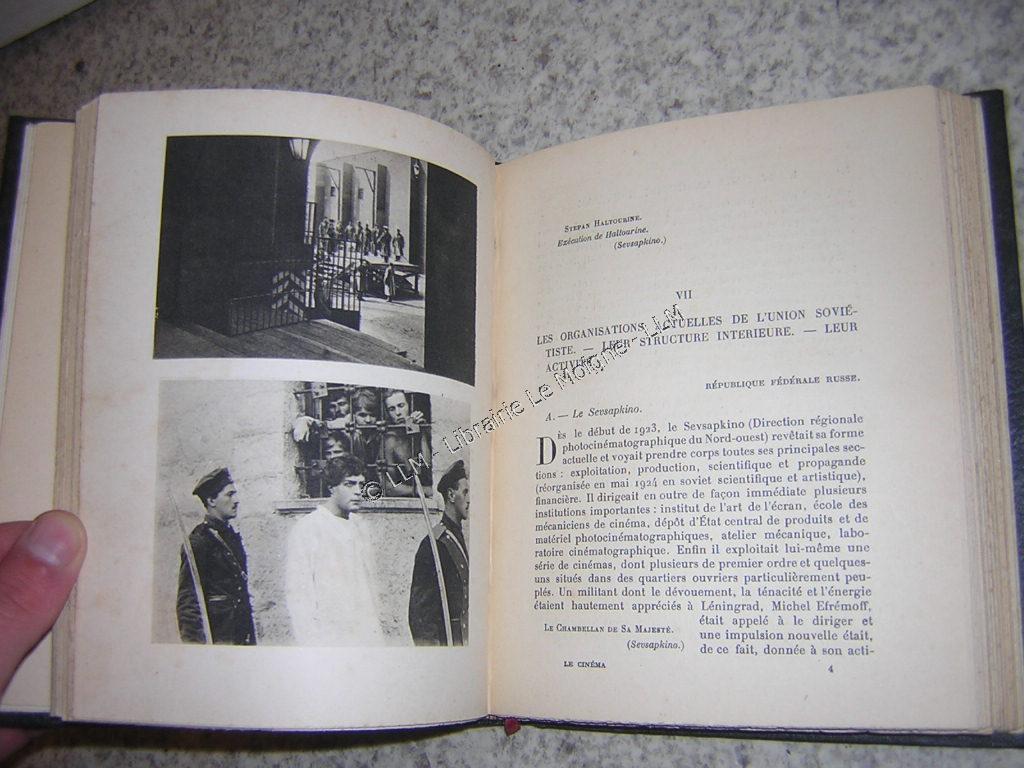 STEPAN HALTOURINE.
Exécution de Haltourine.
(Sevsapkino.)
VII
LES ORGANISATIONS ACTUELLES DE L'UNION SOVIÉ-
TISTE. — LEUR STRUCTURE INTERIEURE. — LEUR
ACTIVITÉ.
RÉPUBLIQUE FÉDÉRALE RUSSE.
A. — Le Sevsapkino.
DÈS le début de 1923, le Sevsapkino (Direction régionale
photocinématographique du Nord-ouest) revêtait sa forme
actuelle et voyait prendre corps toutes ses principales sec-
tions : exploitation, production, scientifique et propagande
(réorganisée en mai 1924 en soviet scientifique et artistique),
financière. Il dirigeait en outre de façon immédiate plusieurs
institutions importantes : institut de l'art de l'écran, école des
mécaniciens de cinéma, dépôt d'État central de produits et de
matériel photocinématographiques, atelier mécanique, labo-
ratoire cinématographique. Enfin il exploitait lui-même une
série de cinémas, dont plusieurs de premier ordre et quelques-
uns situés dans des quartiers ouvriers particulièrement peu-
plés. Un militant dont le dévouement, la ténacité et l'énergie
étaient hautement appréciés à Léningrad, Michel Efrémoff,
était appelé à le diriger et
une impulsion nouvelle était,
de ce fait, donnée à son acti-
LE CHAMBELLAN DE SA MAJESTÉ.
(Sevsapkino.)
LE CINÉMA
4
© LLM - Librairie Le Moigne - LLM